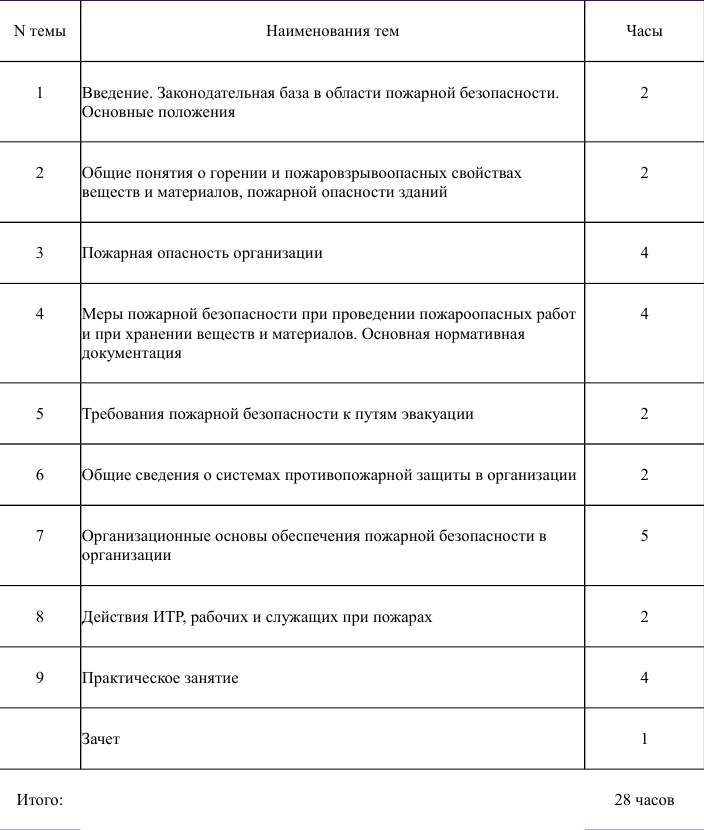 N темы Наименования тем Часы
1 Введение. Законодательная база в области пожарной безопасности. 2
Основные положения
2 Общие понятия о горении и пожаровзрывоопасных свойствах 2
веществ и материалов, пожарной опасности зданий
3 Пожарная опасность организации 4
4 Меры пожарной безопасности при проведении пожароопасных работ 4
и при хранении веществ и материалов. Основная нормативная
документация
5 Требования пожарной безопасности к путям эвакуации 2
6 Общие сведения о системах противопожарной защиты в организации 2
7 Организационные основы обеспечения пожарной безопасности в 5
организации
8 Действия ИТР, рабочих и служащих при пожарах 2
9 Практическое занятие 4
Зачет 1
Итого: 28 часов